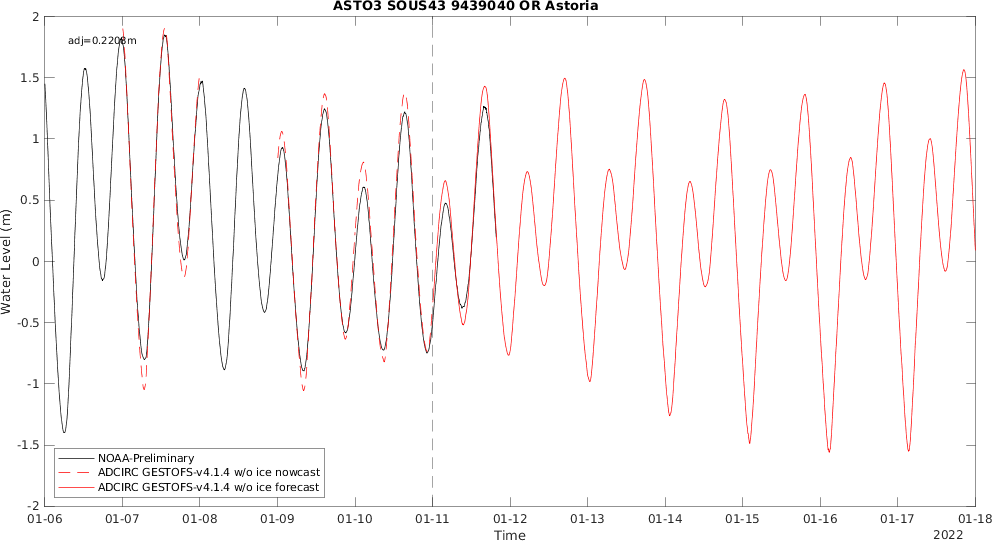 ASTO3 SOUS43 9439040 OR Astoria
adj=0.2208m
Water Level (m)
2
1.5
1
0.5
0
-0.5
-1
-1.5
-2
NOAA-Preliminary
ADCIRC GESTOFS-v4.1.4 w/o ice nowcast
ADCIRC GESTOFS-v4.1.4 w/o ice forecast
01-06 01-07 01-08 01-09 01-10 01-11 01-12 01-13 01-14 01-15 01-16 01-17 01-18
Time
2022